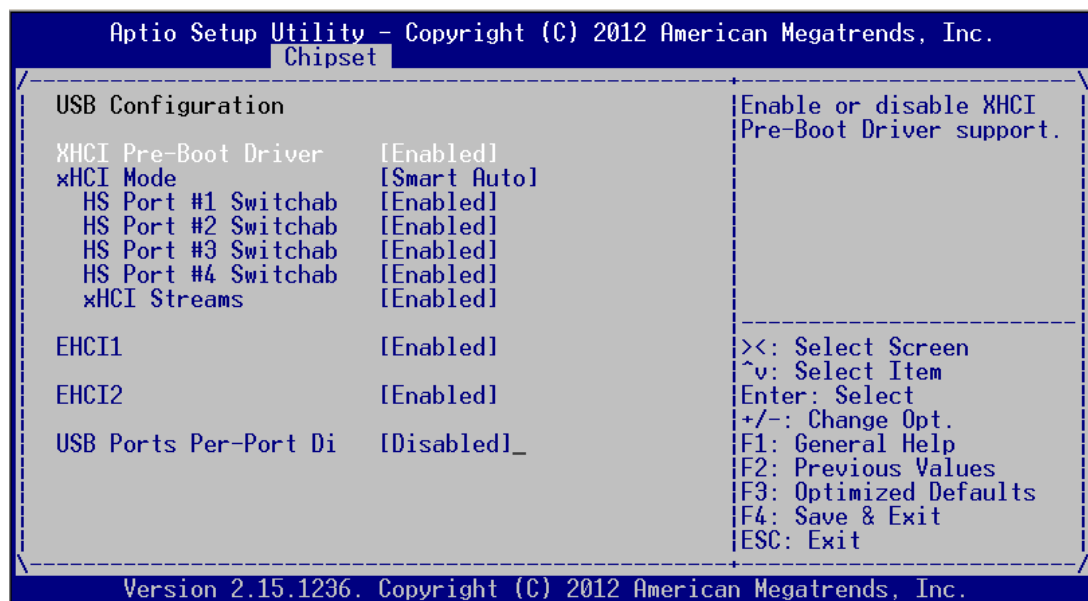 Aptio Setup Utility - Copyright (C) 2012 American Megatrends, Inc.
Chipset
USB Configuration
XHCI Pre-Boot Driver [Enabled]
xHCI Mode [Smart Auto]
HS Port #1 Switchab [Enabled]
HS Port #2 Switchab [Enabled]
HS Port #3 Switchab [Enabled]
HS Port #4 Switchab [Enabled]
xHCI Streams [Enabled]
EHCI1 [Enabled]
EHCI2 [Enabled]
USB Ports Per-Port Di [Disabled]_
Enable or disable XHCI
Pre-Boot Driver support.
><: Select Screen
^v: Select Item
Enter: Select
+/-: Change Opt.
F1: General Help
F2: Previous Values
F3: Optimized Defaults
F4: Save & Exit
ESC: Exit
Version 2.15.1236. Copyright (C) 2012 American Megatrends, Inc.